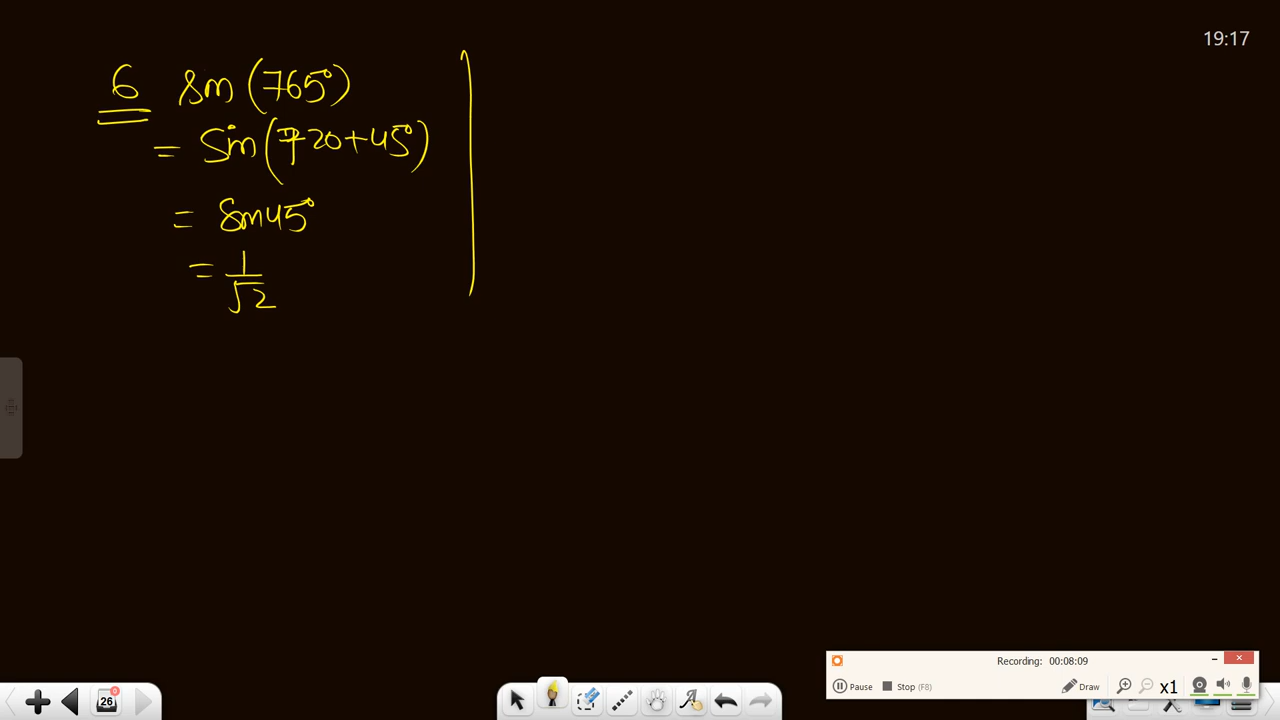 19:17
6 sin(765°)
= Sin(720+45°)
= sin45°
= 1/√2
Recording: 00:08:09
Pause Stop (F8) Draw x1
26 0